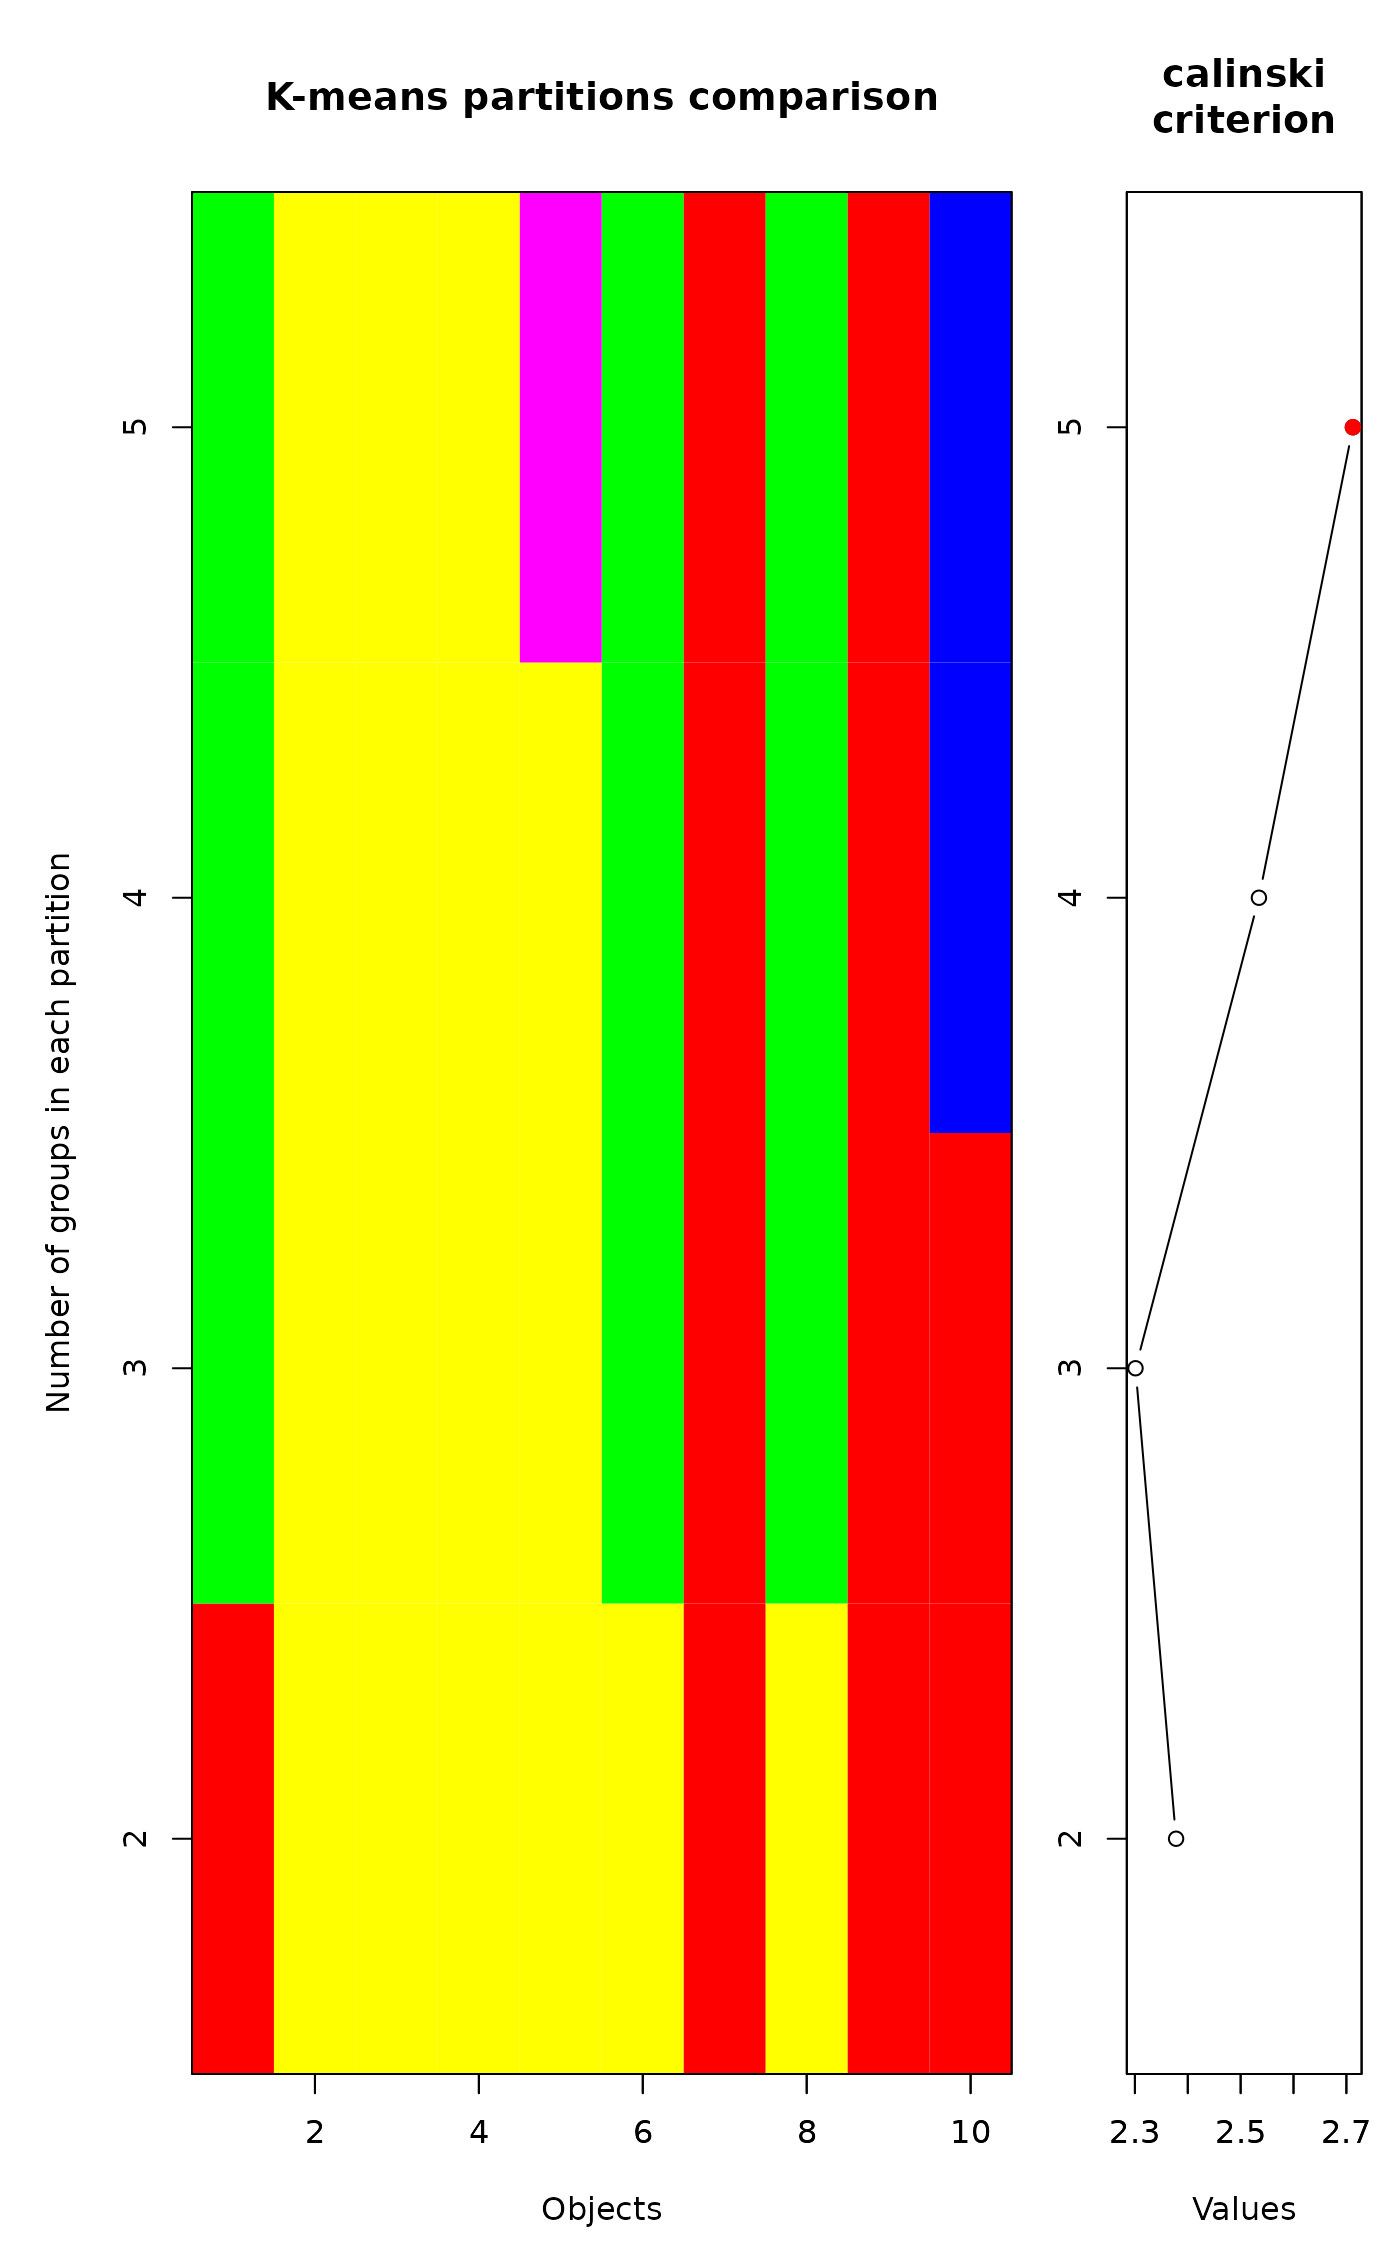 K-means partitions comparison
calinski
criterion
Number of groups in each partition
5
4
3
2
2 4 6 8 10
Objects
5
4
3
2
2.3 2.5 2.7
Values